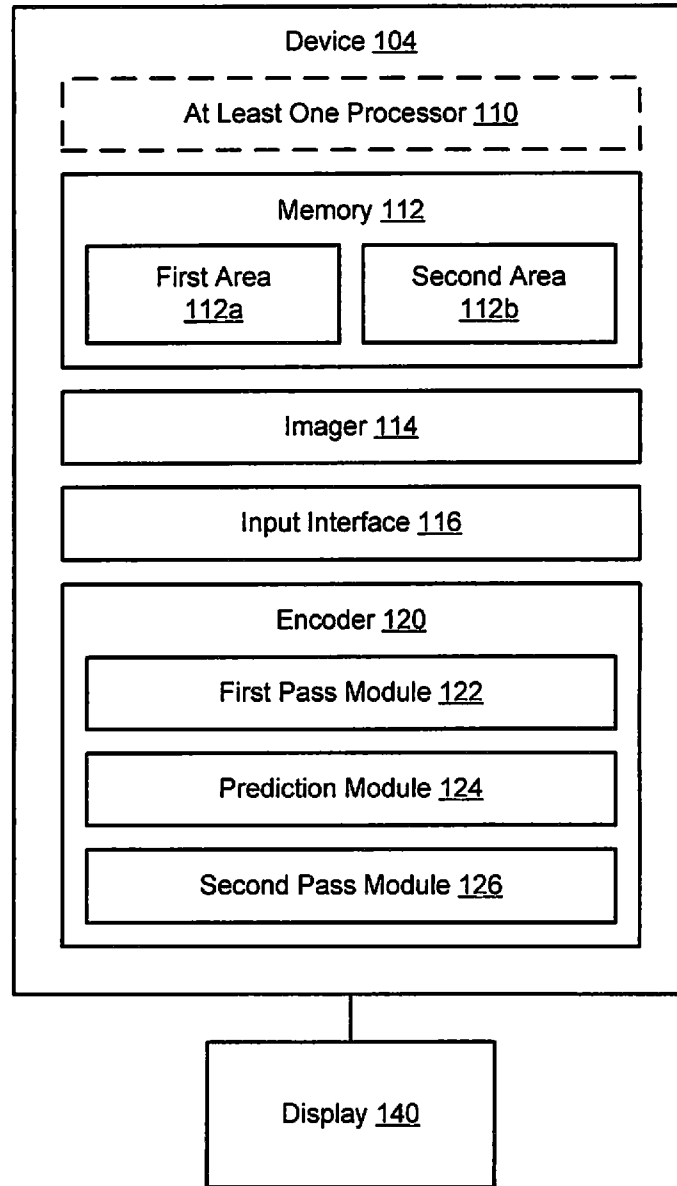 Device 104
At Least One Processor 110
Memory 112
First Area
112a
Second Area
112b
Imager 114
Input Interface 116
Encoder 120
First Pass Module 122
Prediction Module 124
Second Pass Module 126
Display 140